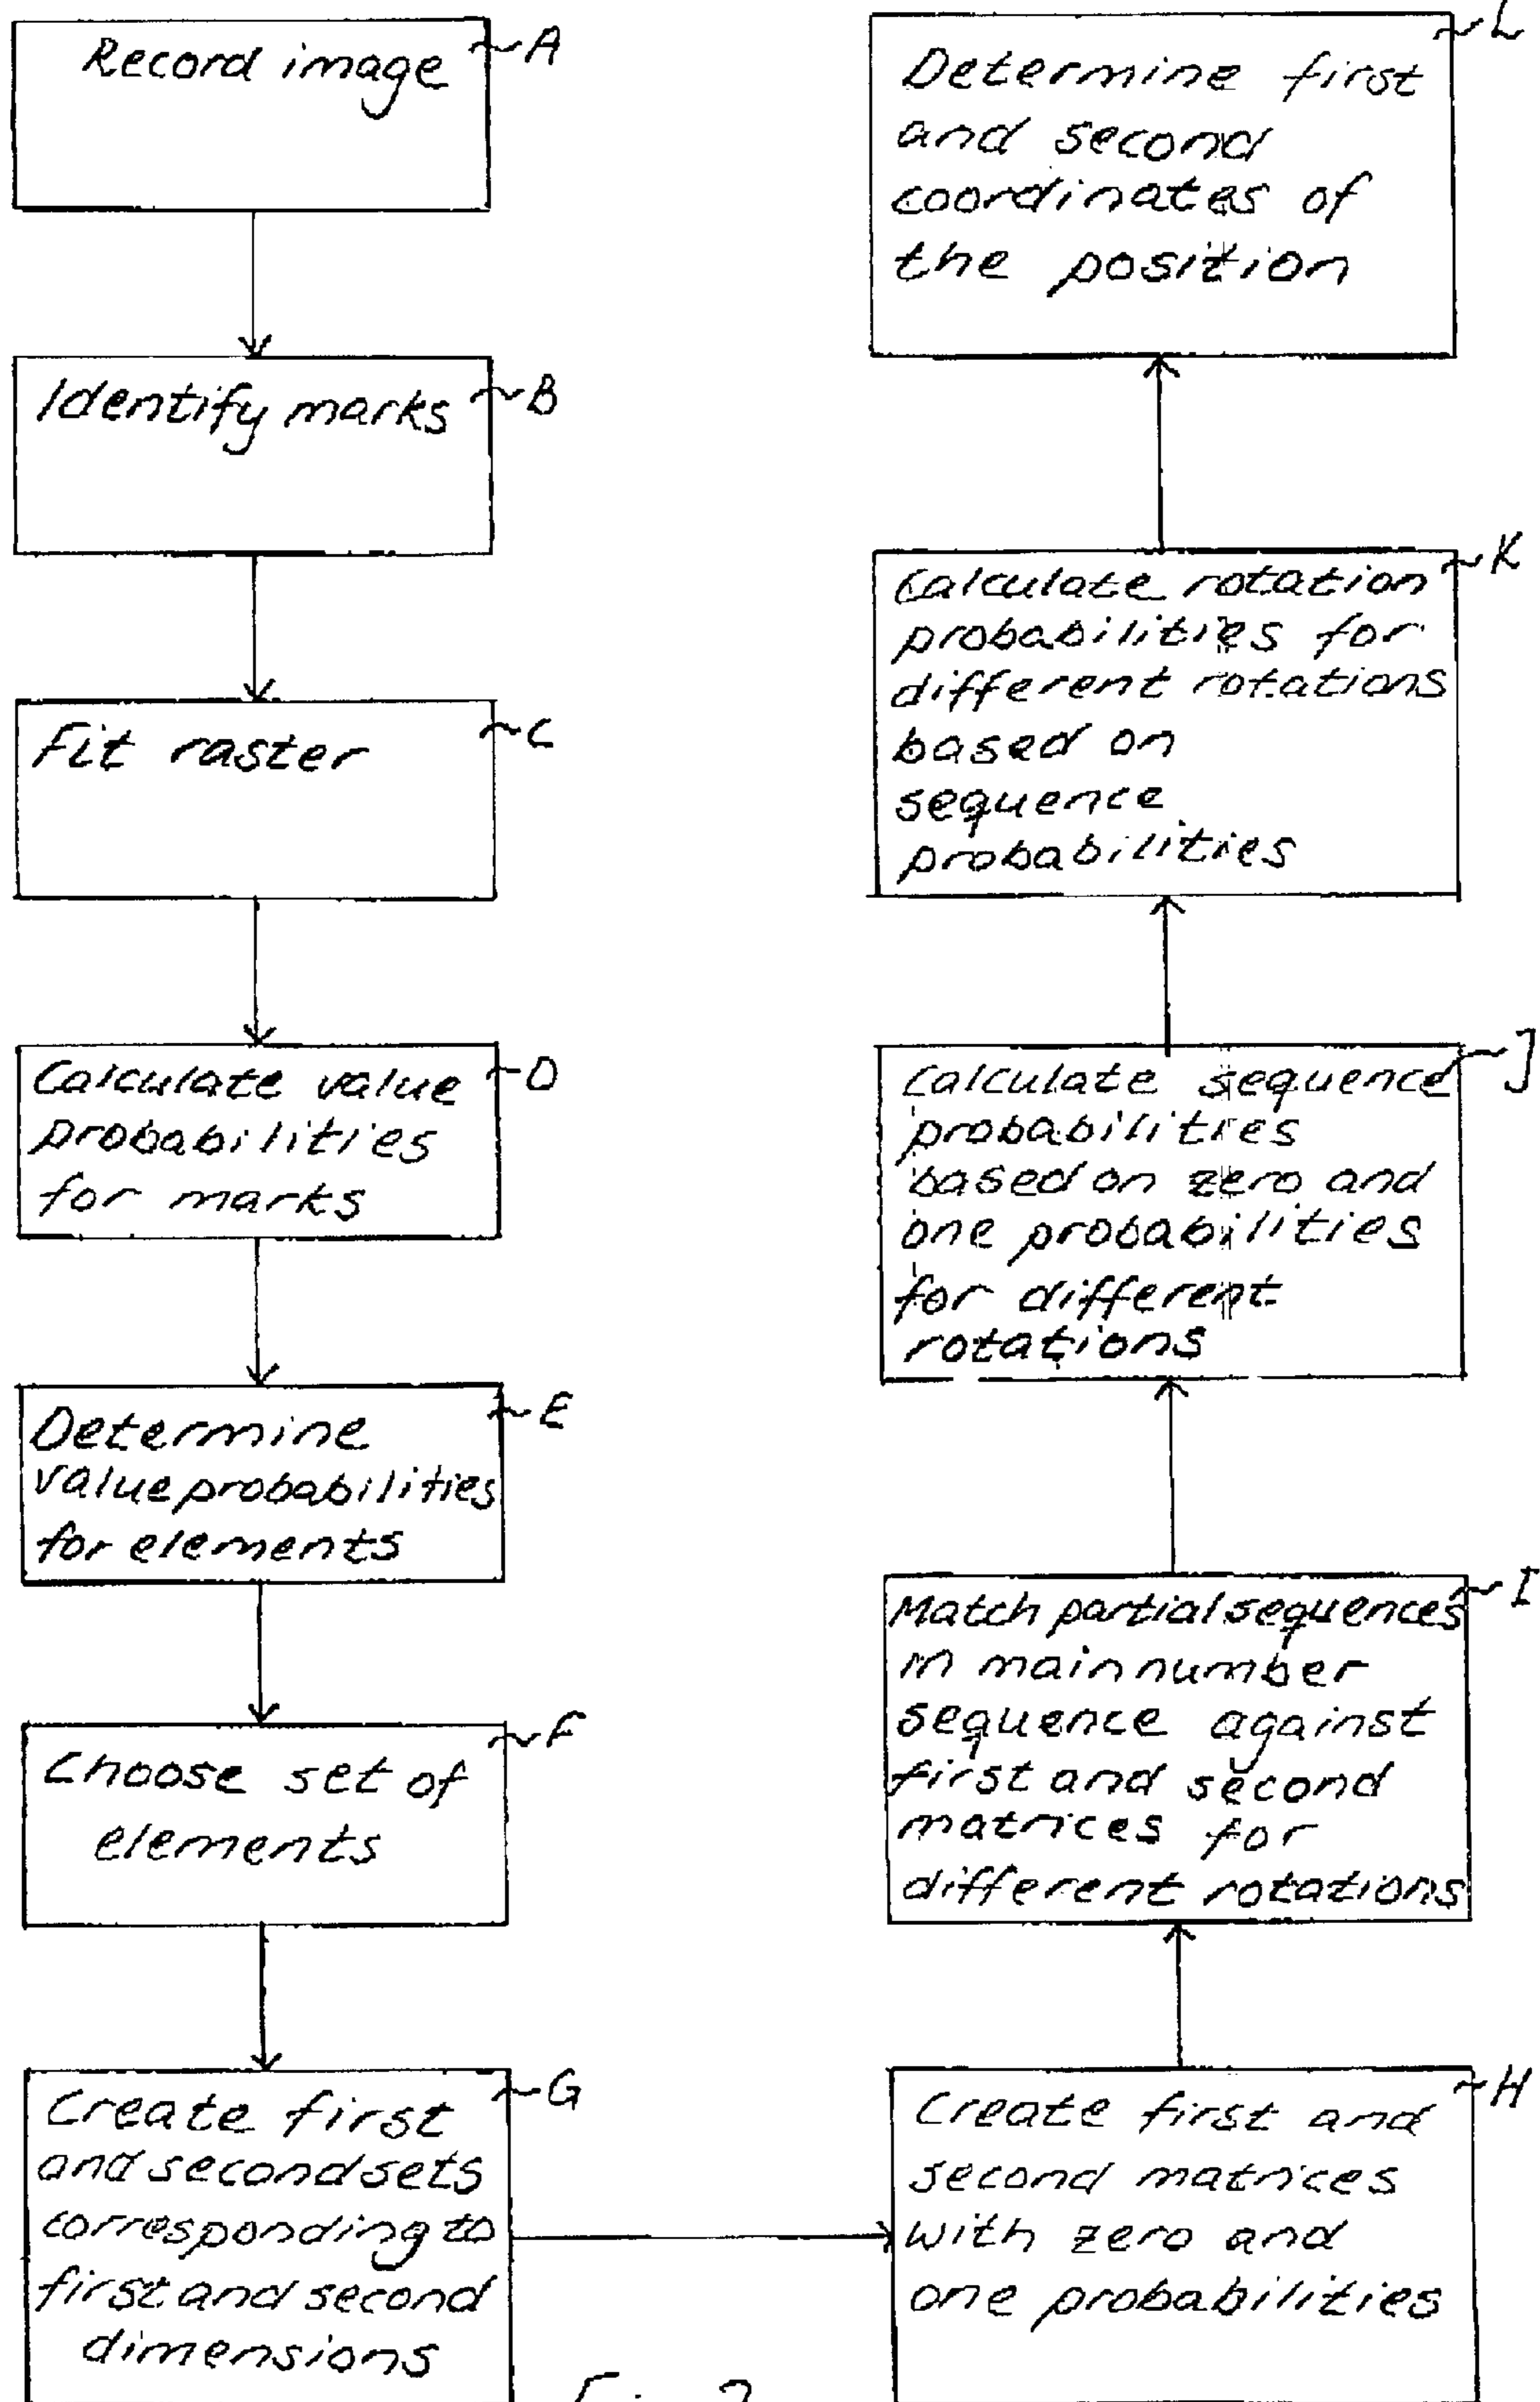 Record image
A
Identify marks
B
Fit raster
C
Calculate value
probabilities
for marks
D
Determine
value probabilities
for elements
E
Choose set of
elements
F
Create first
and second sets
corresponding to
first and second
dimensions
G
Create first and
second matrices
with zero and
one probabilities
H
Match partial sequences
in main number
sequence against
first and second
matrices for
different rotations
I
Calculate sequence
probabilities
based on zero and
one probabilities
for different
rotations
J
Calculate rotation
probabilities for
different rotations
based on
sequence
probabilities
K
Determine first
and second
coordinates of
the position
L